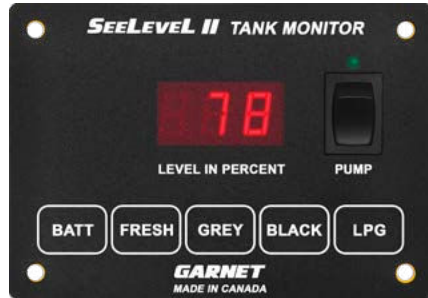 SeeLeveL II TANK MONITOR
78
LEVEL IN PERCENT
PUMP
BATT FRESH GREY BLACK LPG
GARNET
MADE IN CANADA